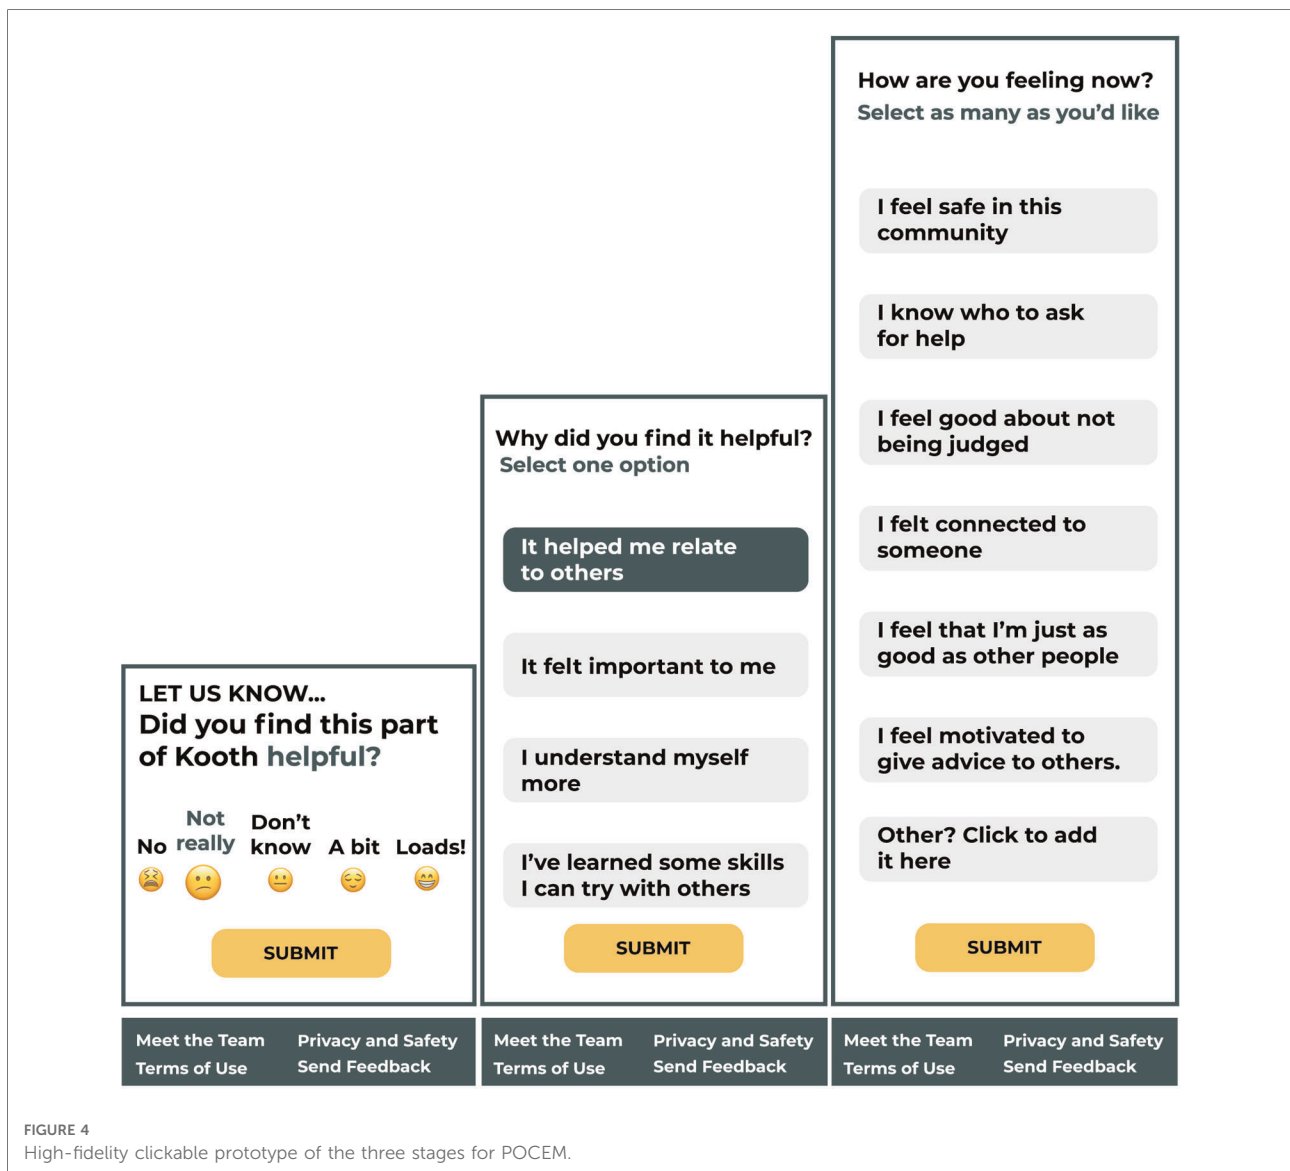 LET US KNOW...
Did you find this part
of Kooth helpful?
No
Not
really
Don't
know
A bit
Loads!
SUBMIT
Meet the Team
Privacy and Safety
Terms of Use
Send Feedback
Why did you find it helpful?
Select one option
It helped me relate
to others
It felt important to me
I understand myself
more
I've learned some skills
I can try with others
SUBMIT
Meet the Team
Privacy and Safety
Terms of Use
Send Feedback
How are you feeling now?
Select as many as you'd like
I feel safe in this
community
I know who to ask
for help
I feel good about not
being judged
I felt connected to
someone
I feel that I'm just as
good as other people
I feel motivated to
give advice to others.
Other? Click to add
it here
SUBMIT
Meet the Team
Privacy and Safety
Terms of Use
Send Feedback
FIGURE 4
High-fidelity clickable prototype of the three stages for POCEM.